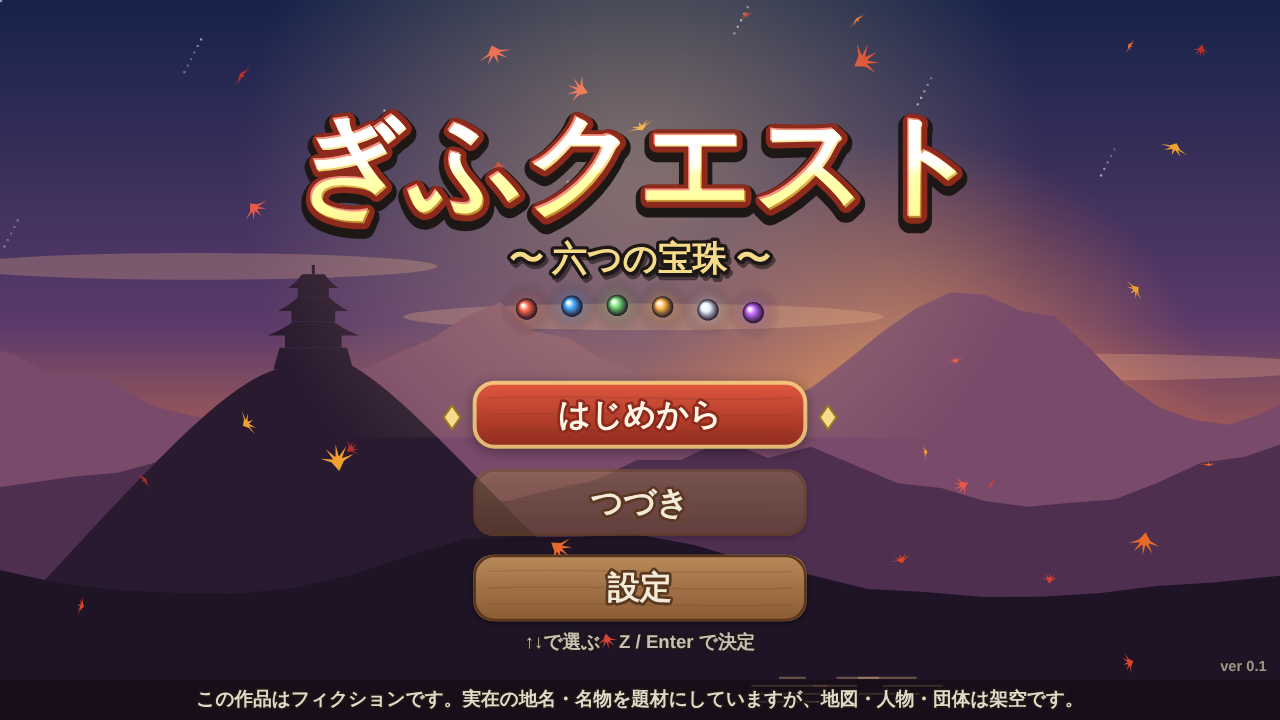 ぎふクエスト
〜 六つの宝珠 〜
はじめから
つづき
設定
↑↓で選ぶ Z / Enter で決定
ver 0.1
この作品はフィクションです。実在の地名・名物を題材にしていますが、地図・人物・団体は架空です。